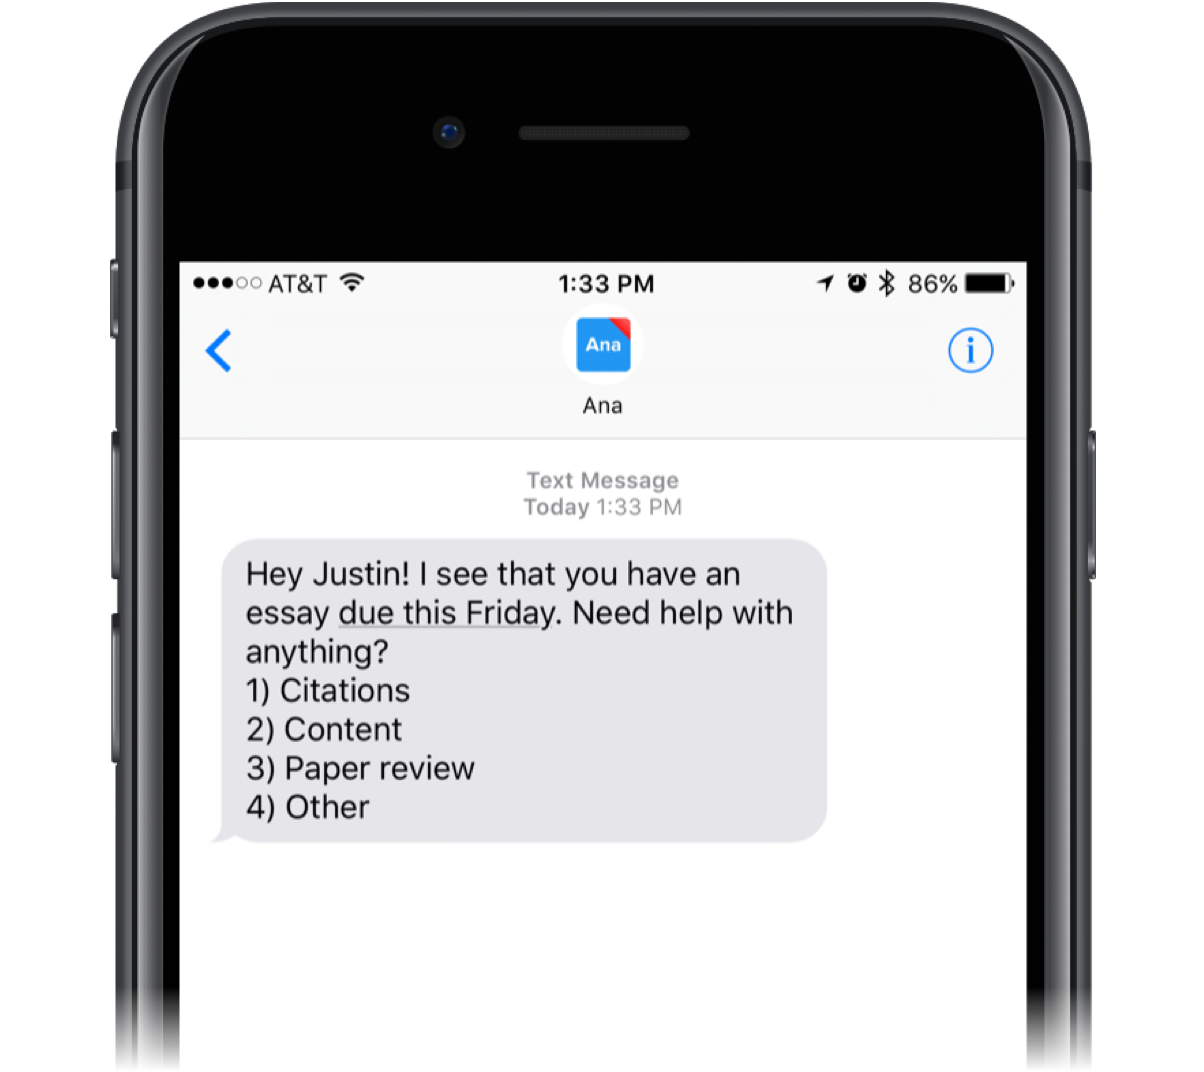 AT&T 1:33 PM 86%
Ana
Ana
Text Message
Today 1:33 PM
Hey Justin! I see that you have an
essay due this Friday. Need help with
anything?
1) Citations
2) Content
3) Paper review
4) Other